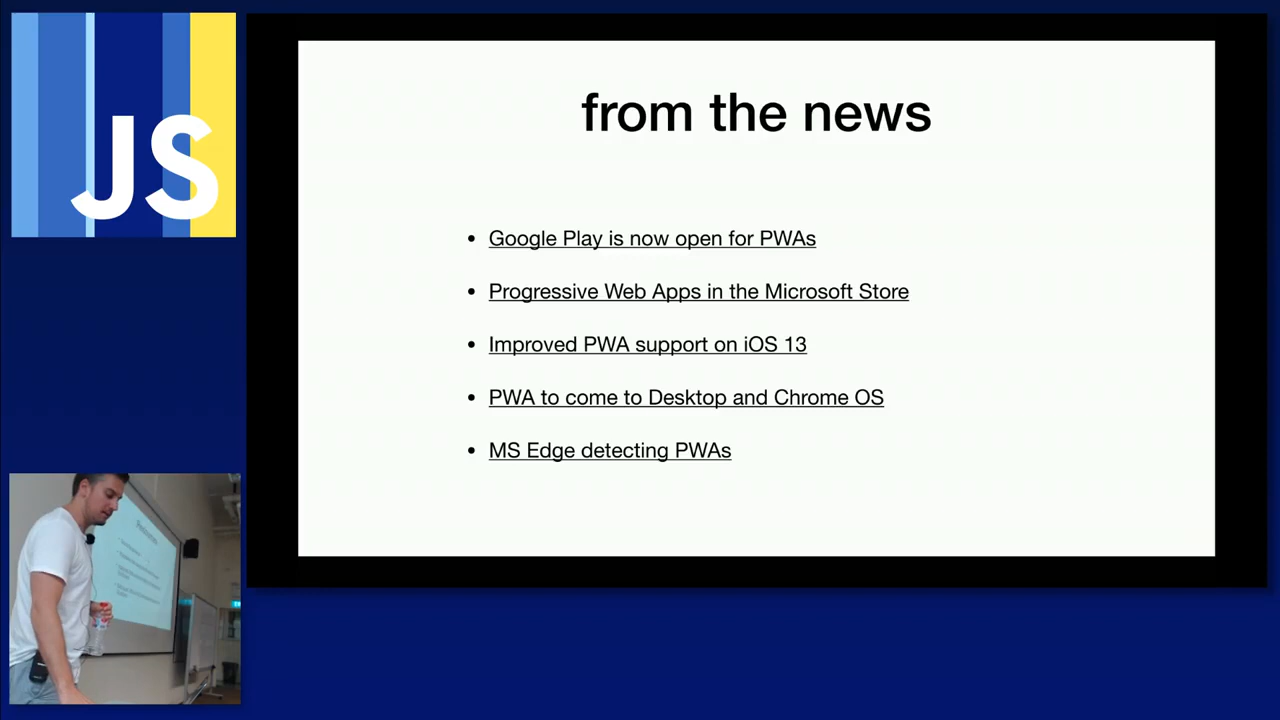 JS
from the news
• Google Play is now open for PWAs
• Progressive Web Apps in the Microsoft Store
• Improved PWA support on iOS 13
• PWA to come to Desktop and Chrome OS
• MS Edge detecting PWAs